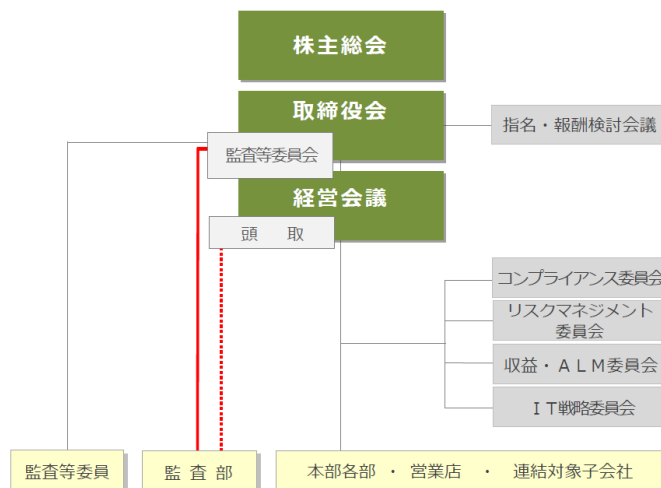 株主総会
取締役会
指名・報酬検討会議
監査等委員会
経営会議
頭 取
コンプライアンス委員会
リスクマネジメント
委員会
収益・ＡＬＭ委員会
ＩＴ戦略委員会
監査等委員
監 査 部
本部各部 ・ 営業店 ・ 連結対象子会社